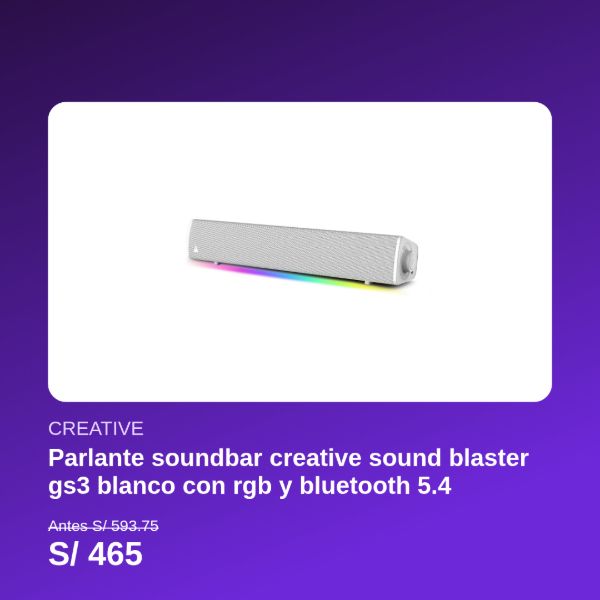 CREATIVE
Parlante soundbar creative sound blaster
gs3 blanco con rgb y bluetooth 5.4
Antes S/ 593.75
S/ 465